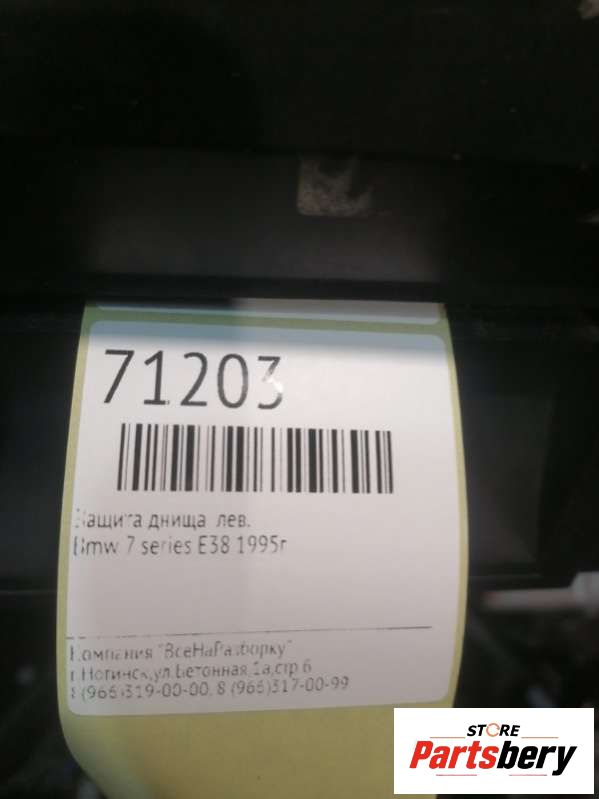 71203
Защита днища лев.
Bmw 7 series E38 1995г
Компания "ВсеНаРазборку"
г.Ногинск,ул.Бетонная,1а,стр.6
8 (966)319-00-00, 8 (966)317-00-99
STORE
Partsbery